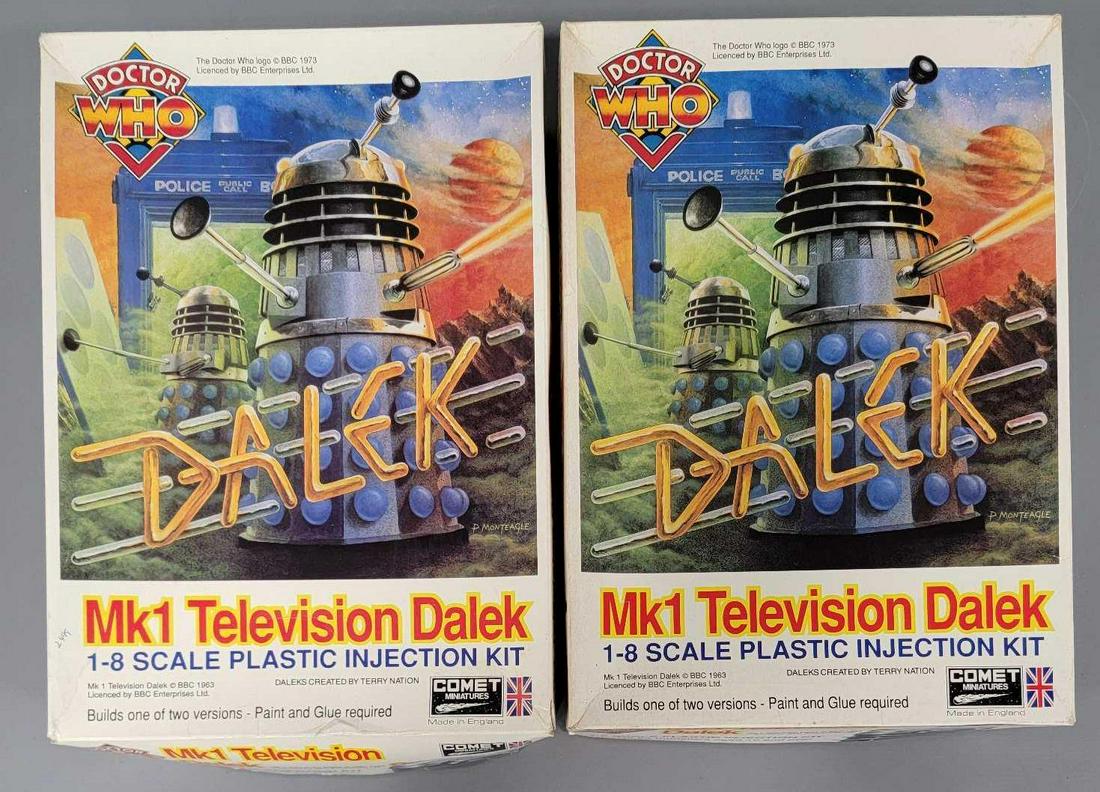 DOCTOR
WHO
The Doctor Who logo © BBC 1973
Licenced by BBC Enterprises Ltd.
POLICE PUBLIC CALL B
DALEK
D. MONTEAGLE
Mk1 Television Dalek
1-8 SCALE PLASTIC INJECTION KIT
Mk 1 Television Dalek © BBC 1963
Licenced by BBC Enterprises Ltd.
DALEKS CREATED BY TERRY NATION
Builds one of two versions - Paint and Glue required
COMET
MINIATURES
Made in England
Mk1 Television
COMET
DOCTOR
WHO
The Doctor Who logo © BBC 1973
Licenced by BBC Enterprises Ltd.
POLICE PUBLIC CALL B
DALEK
D. MONTEAGLE
Mk1 Television Dalek
1-8 SCALE PLASTIC INJECTION KIT
Mk 1 Television Dalek © BBC 1963
Licenced by BBC Enterprises Ltd.
DALEKS CREATED BY TERRY NATION
Builds one of two versions - Paint and Glue required
COMET
MINIATURES
Made in England
Dalek